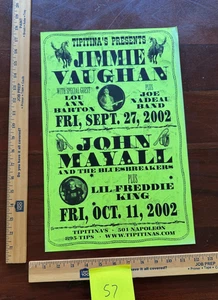 TIPITINA'S PRESENTS
JIMMIE
VAUGHAN
WITH SPECIAL GUEST
LOU
ANN
BARTON
PLUS
JOE
NADEAU
BAND
FRI, SEPT. 27, 2002
JOHN
MAYALL
AND THE BLUESBREAKERS
PLUS
LIL FREDDIE
KING
FRI, OCT. 11, 2002
TIPITINA'S · 501 NAPOLEON
895-TIPS · WWW.TIPITINAS.COM
57